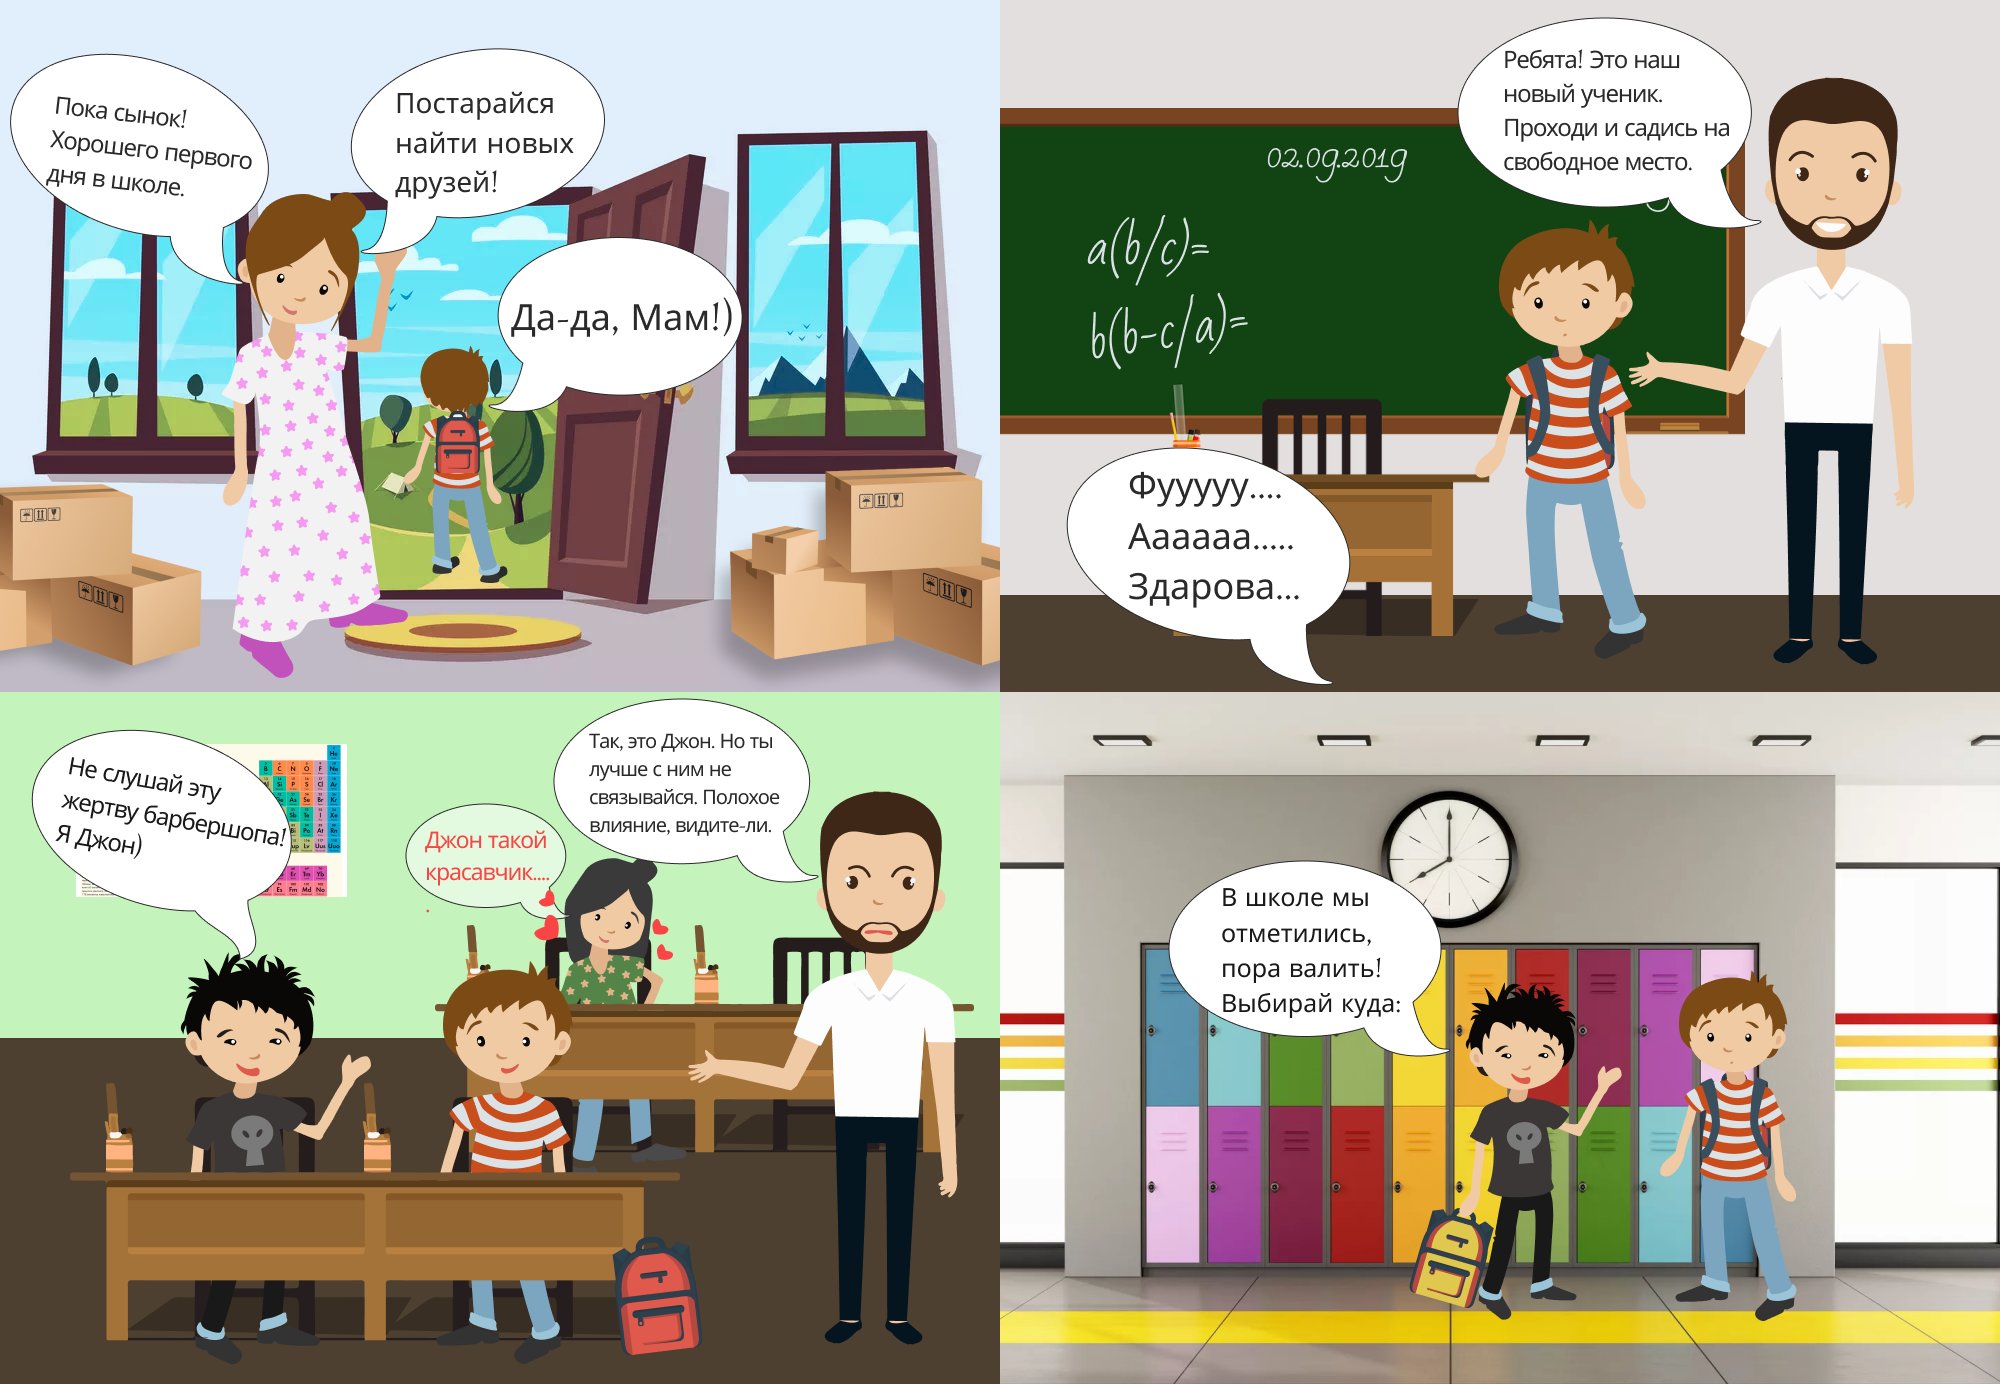 Пока сынок!
Хорошего первого
дня в школе.
Постарайся
найти новых
друзей!
Да-да, Мам!)
Ребята! Это наш
новый ученик.
Проходи и садись на
свободное место.
02.09.2019
a(b/c)=
b(b-c/a)=
Фууууу....
Аааааа.....
Здарова...
Не слушай эту
жертву барбершопа!
Я Джон)
Джон такой
красавчик....
.
Так, это Джон. Но ты
лучше с ним не
связывайся. Полохое
влияние, видите-ли.
В школе мы
отметились,
пора валить!
Выбирай куда: